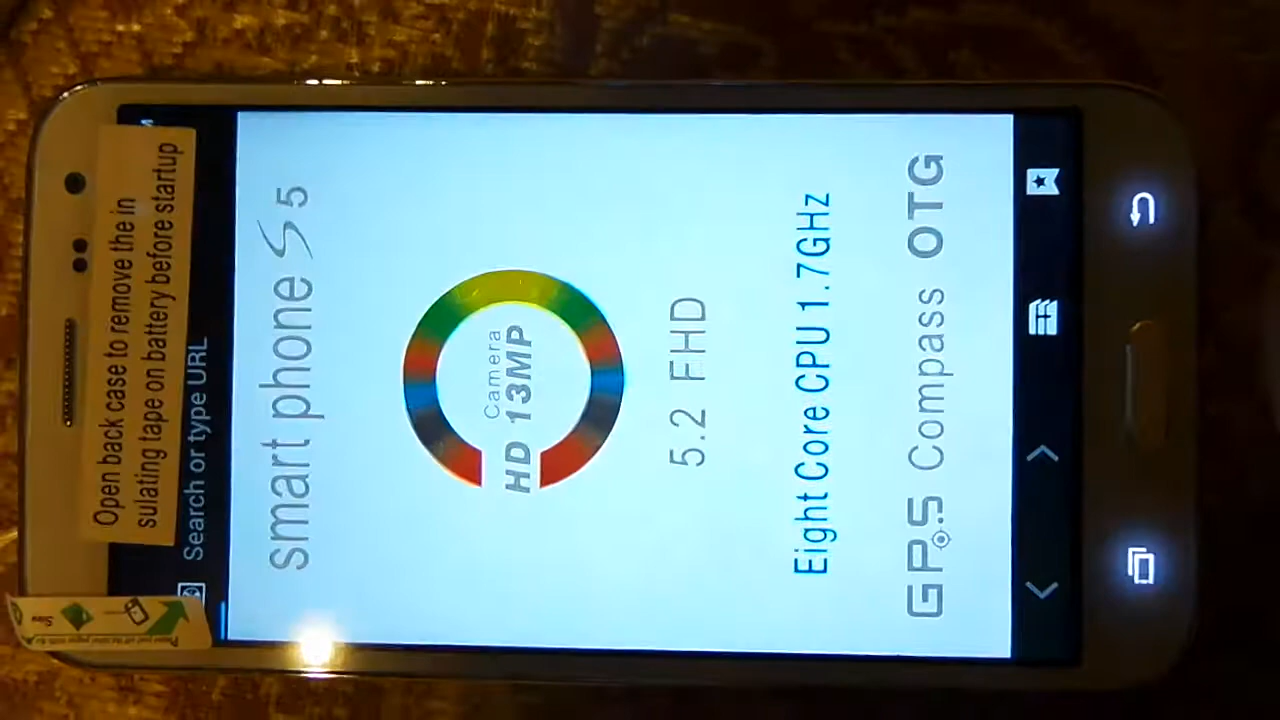 Open back case to remove the in
sulating tape on battery before startup
Search or type URL
smart phone S5
Camera
HD 13MP
5.2 FHD
Eight Core CPU 1.7GHz
GPS Compass OTG